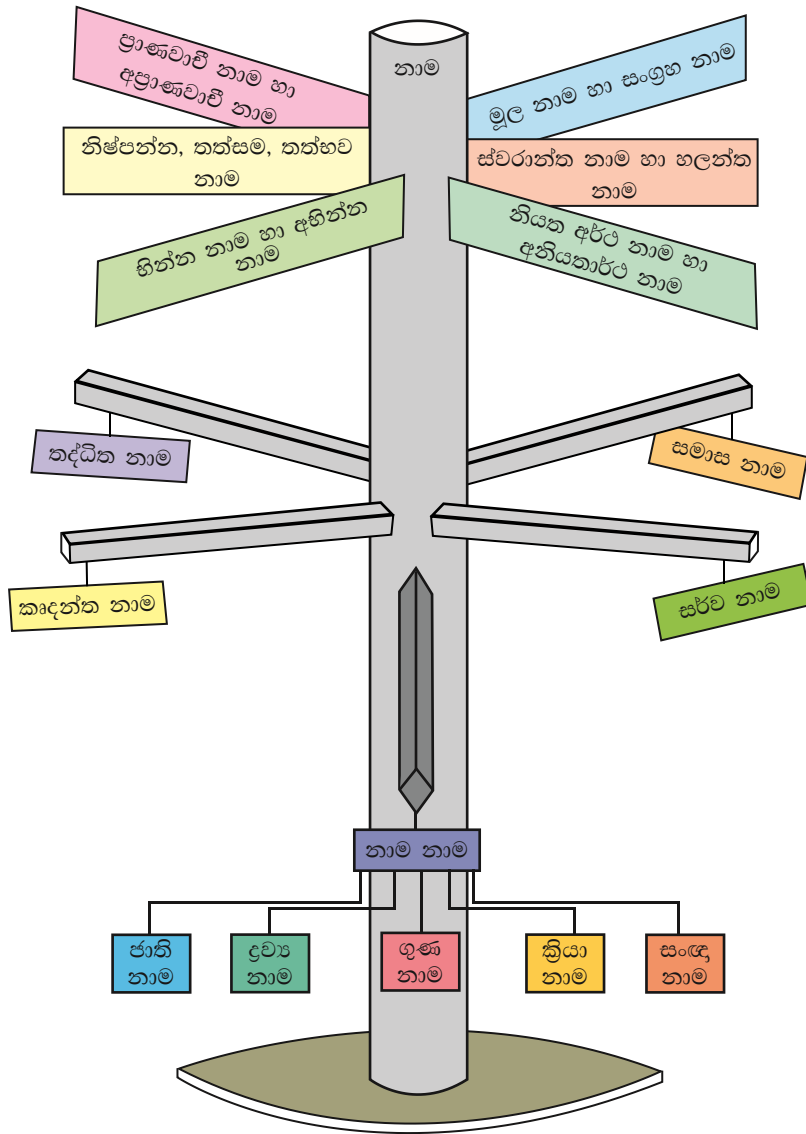 නාම
ප්‍රාණවාචී නාම හා
අප්‍රාණවාචී නාම
මූල නාම හා සංග්‍රහ නාම
නිෂ්පන්න, තත්සම, තත්භව
නාම
ස්වරාන්ත නාම හා හලන්ත
නාම
භින්න නාම හා අභින්න
නාම
නියත අර්ථ නාම හා
අනියතාර්ථ නාම
තද්ධිත නාම
සමාස නාම
කෘදන්ත නාම
සර්ව නාම
නාම නාම
ජාති
නාම
ද්‍රව්‍ය
නාම
ගුණ
නාම
ක්‍රියා
නාම
සංඥා
නාම